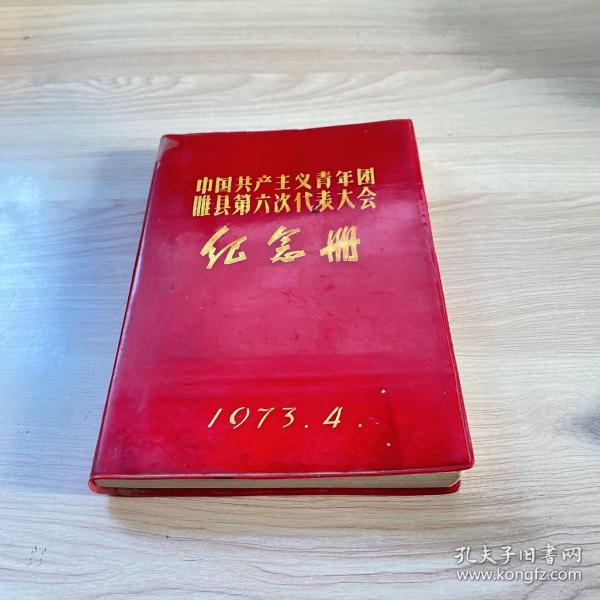 中国共产主义青年团
睢县第六次代表大会
纪念册
1973.4.
孔夫子旧书网
www.kongfz.com